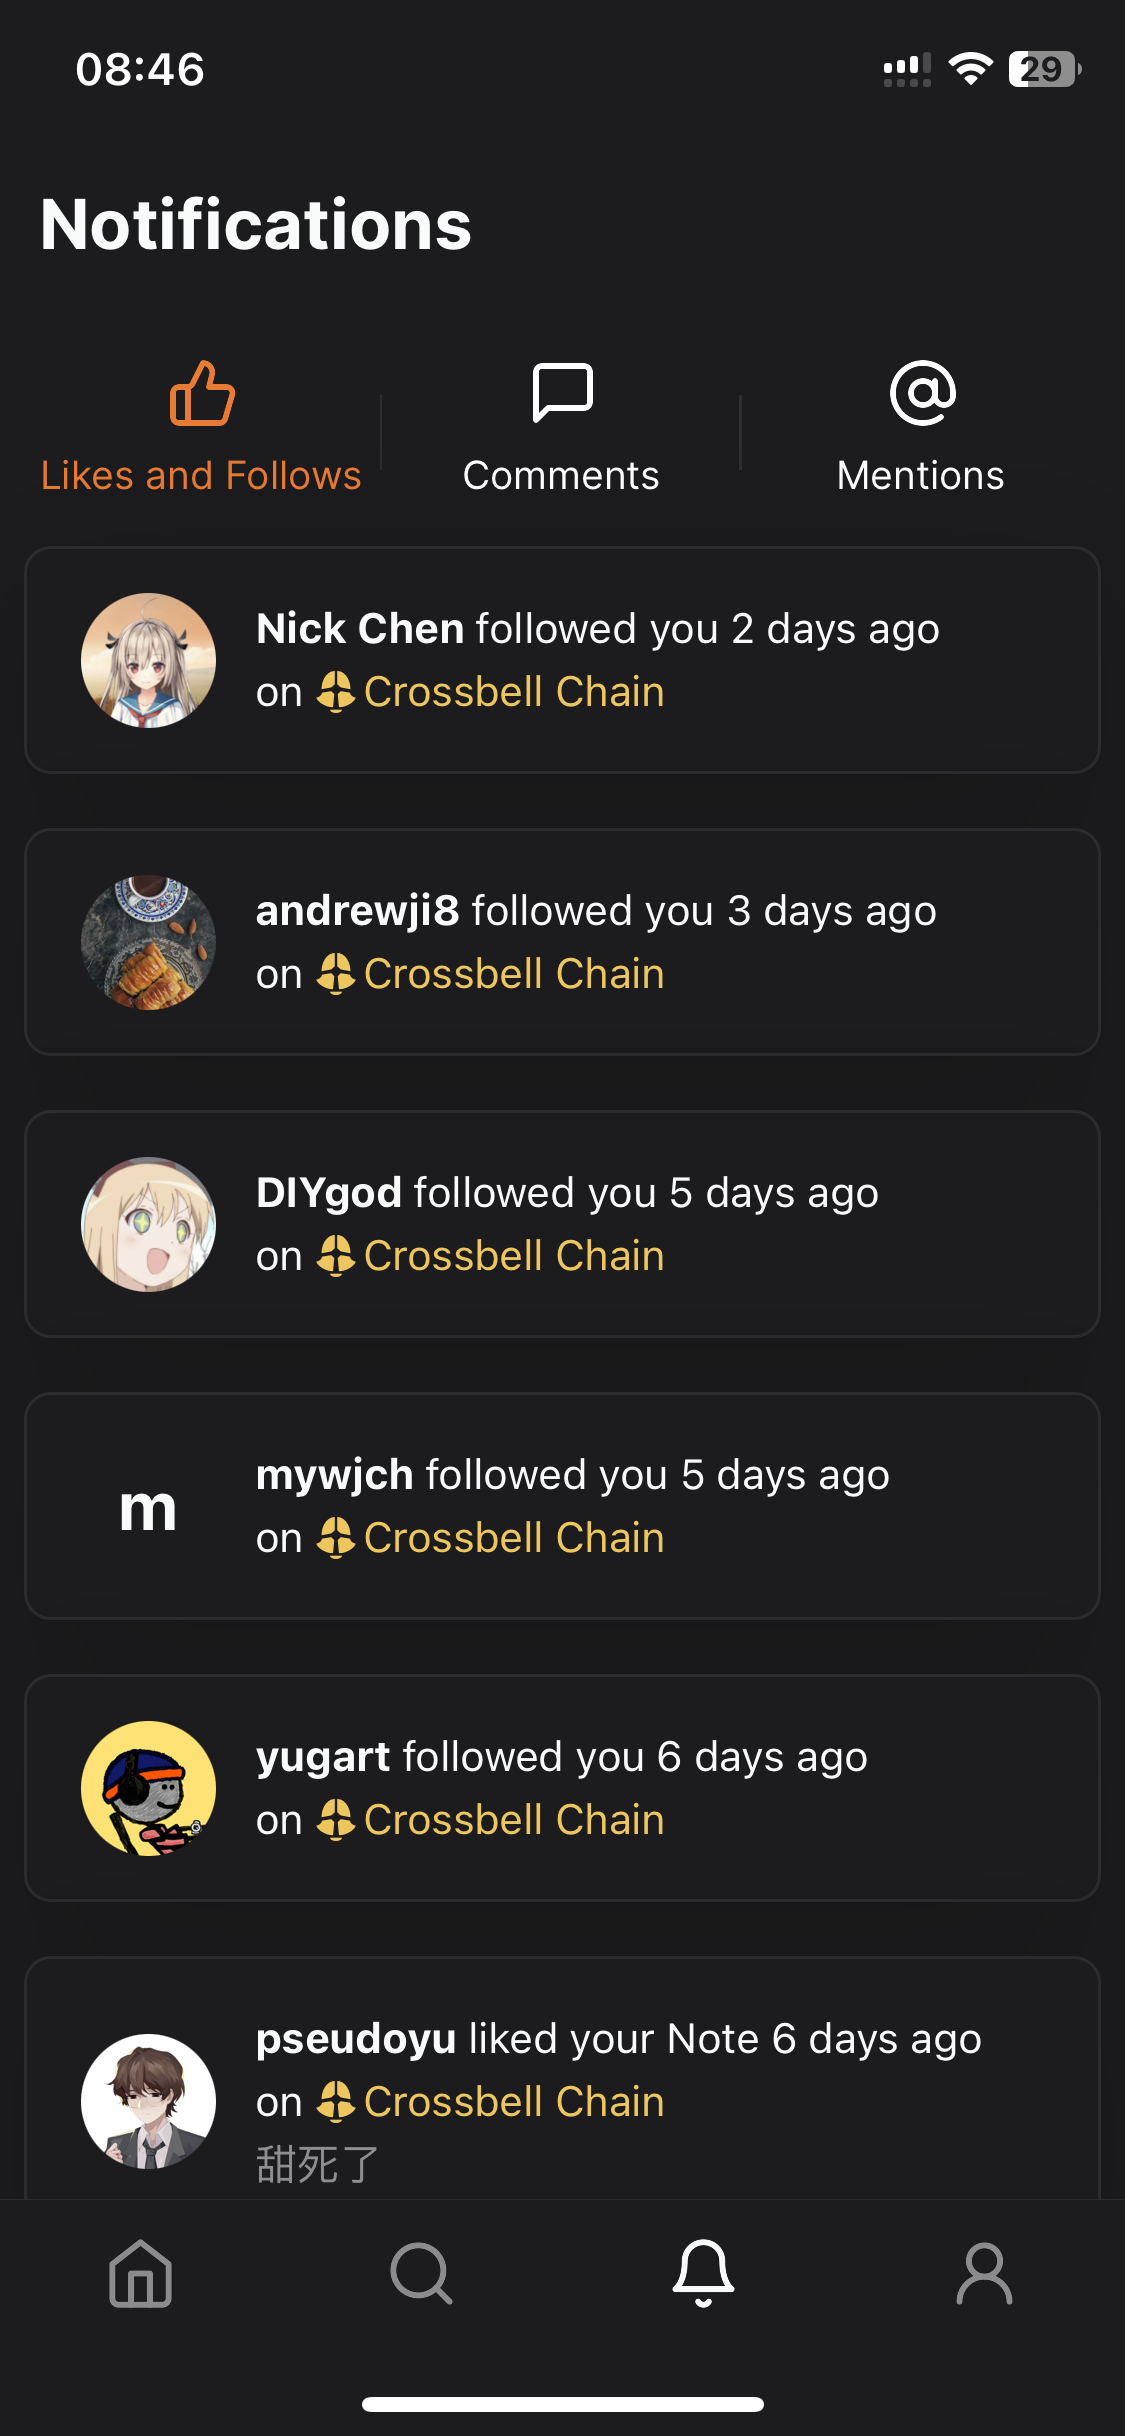 08:46
29
Notifications
Likes and Follows
Comments
Mentions
Nick Chen followed you 2 days ago
on Crossbell Chain
andrewji8 followed you 3 days ago
on Crossbell Chain
DIYgod followed you 5 days ago
on Crossbell Chain
m
mywjch followed you 5 days ago
on Crossbell Chain
yugart followed you 6 days ago
on Crossbell Chain
pseudoyu liked your Note 6 days ago
on Crossbell Chain
甜死了